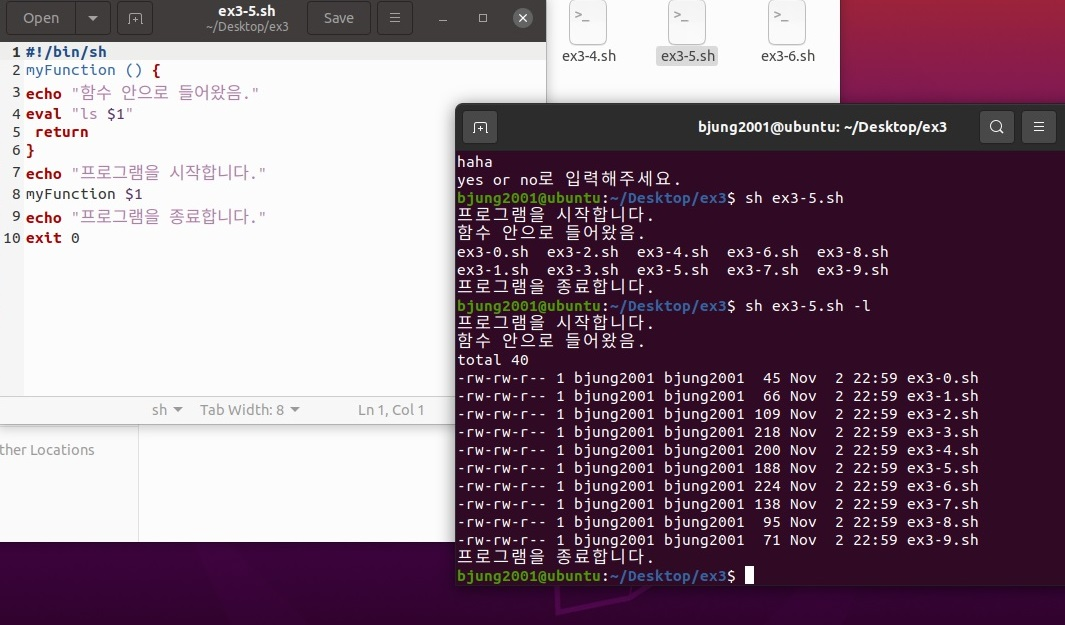 Open
ex3-5.sh
~/Desktop/ex3
Save
1 #!/bin/sh
2 myFunction () {
3 echo "함수 안으로 들어왔음."
4 eval "ls $1"
5  return
6 }
7 echo "프로그램을 시작합니다."
8 myFunction $1
9 echo "프로그램을 종료합니다."
10 exit 0
sh
Tab Width: 8
Ln 1, Col 1
ther Locations
ex3-4.sh
ex3-5.sh
ex3-6.sh
bjung2001@ubuntu: ~/Desktop/ex3
haha
yes or no로 입력해주세요.
bjung2001@ubuntu:~/Desktop/ex3$ sh ex3-5.sh
프로그램을 시작합니다.
함수 안으로 들어왔음.
ex3-0.sh  ex3-2.sh  ex3-4.sh  ex3-6.sh  ex3-8.sh
ex3-1.sh  ex3-3.sh  ex3-5.sh  ex3-7.sh  ex3-9.sh
프로그램을 종료합니다.
bjung2001@ubuntu:~/Desktop/ex3$ sh ex3-5.sh -l
프로그램을 시작합니다.
함수 안으로 들어왔음.
total 40
-rw-rw-r-- 1 bjung2001 bjung2001  45 Nov  2 22:59 ex3-0.sh
-rw-rw-r-- 1 bjung2001 bjung2001  66 Nov  2 22:59 ex3-1.sh
-rw-rw-r-- 1 bjung2001 bjung2001 109 Nov  2 22:59 ex3-2.sh
-rw-rw-r-- 1 bjung2001 bjung2001 218 Nov  2 22:59 ex3-3.sh
-rw-rw-r-- 1 bjung2001 bjung2001 200 Nov  2 22:59 ex3-4.sh
-rw-rw-r-- 1 bjung2001 bjung2001 188 Nov  2 22:59 ex3-5.sh
-rw-rw-r-- 1 bjung2001 bjung2001 224 Nov  2 22:59 ex3-6.sh
-rw-rw-r-- 1 bjung2001 bjung2001 138 Nov  2 22:59 ex3-7.sh
-rw-rw-r-- 1 bjung2001 bjung2001  95 Nov  2 22:59 ex3-8.sh
-rw-rw-r-- 1 bjung2001 bjung2001  71 Nov  2 22:59 ex3-9.sh
프로그램을 종료합니다.
bjung2001@ubuntu:~/Desktop/ex3$